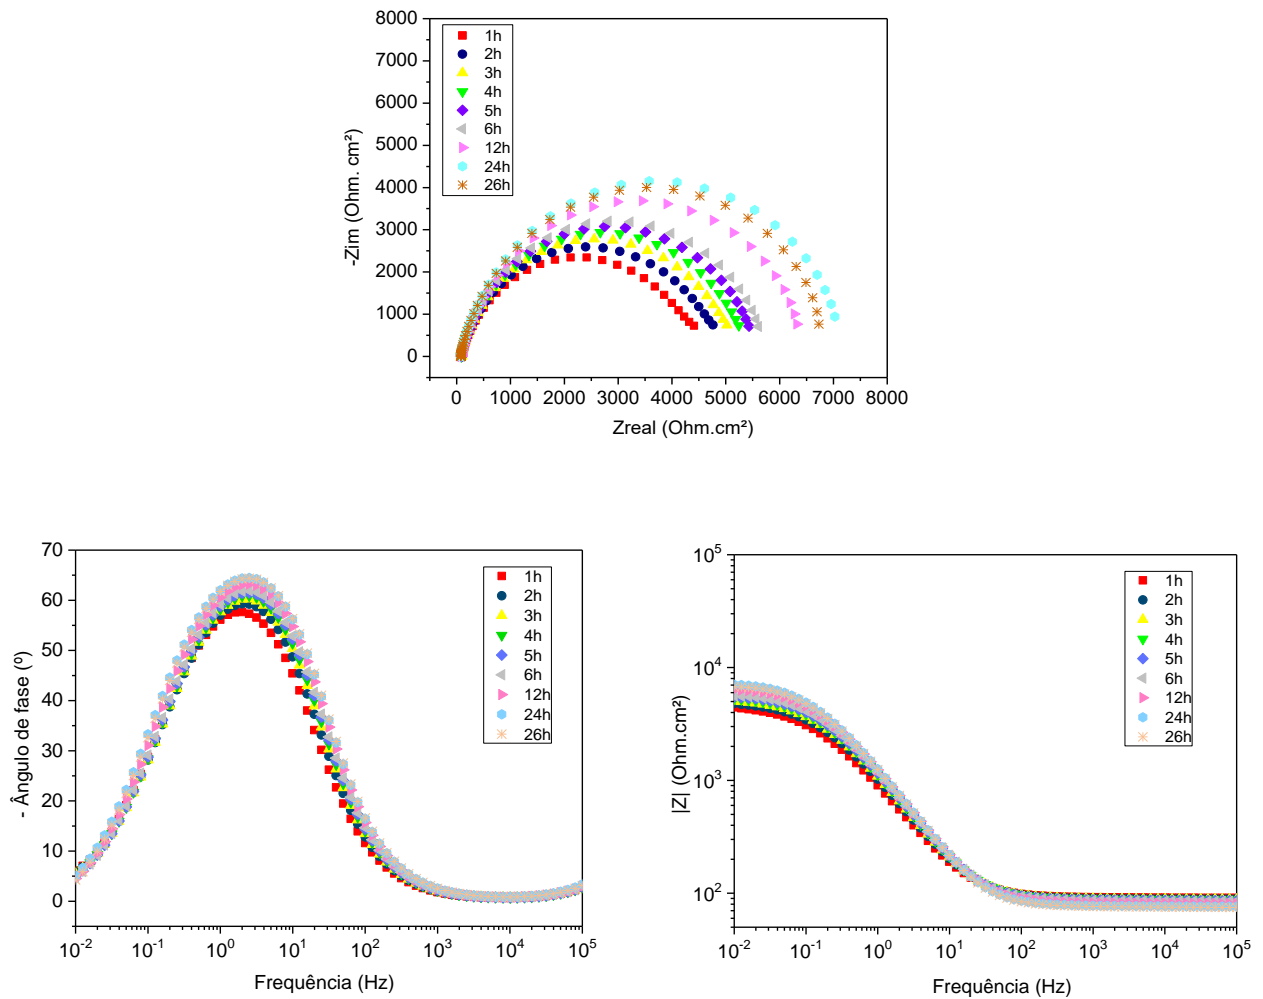 8000
7000
6000
5000
4000
3000
2000
1000
0
-Zim (Ohm. cm²)
1h
2h
3h
4h
5h
6h
12h
24h
26h
0 1000 2000 3000 4000 5000 6000 7000 8000
Zreal (Ohm.cm²)
70
60
50
40
30
20
10
0
- Ângulo de fase (º)
1h
2h
3h
4h
5h
6h
12h
24h
26h
10⁻² 10⁻¹ 10⁰ 10¹ 10² 10³ 10⁴ 10⁵
Frequência (Hz)
10⁵
10⁴
10³
10²
|Z| (Ohm.cm²)
1h
2h
3h
4h
5h
6h
12h
24h
26h
10⁻² 10⁻¹ 10⁰ 10¹ 10² 10³ 10⁴ 10⁵
Frequência (Hz)